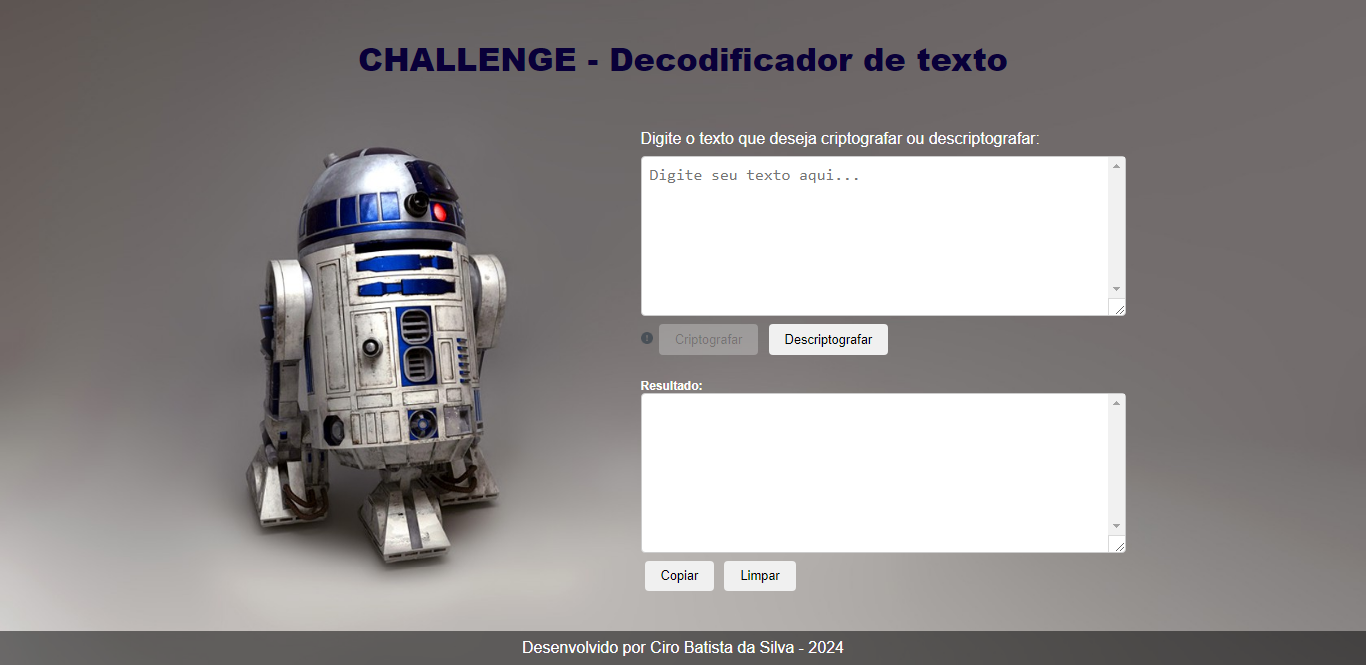 CHALLENGE - Decodificador de texto
Digite o texto que deseja criptografar ou descriptografar:
Digite seu texto aqui...
Criptografar
Descriptografar
Resultado:
Copiar
Limpar
Desenvolvido por Ciro Batista da Silva - 2024